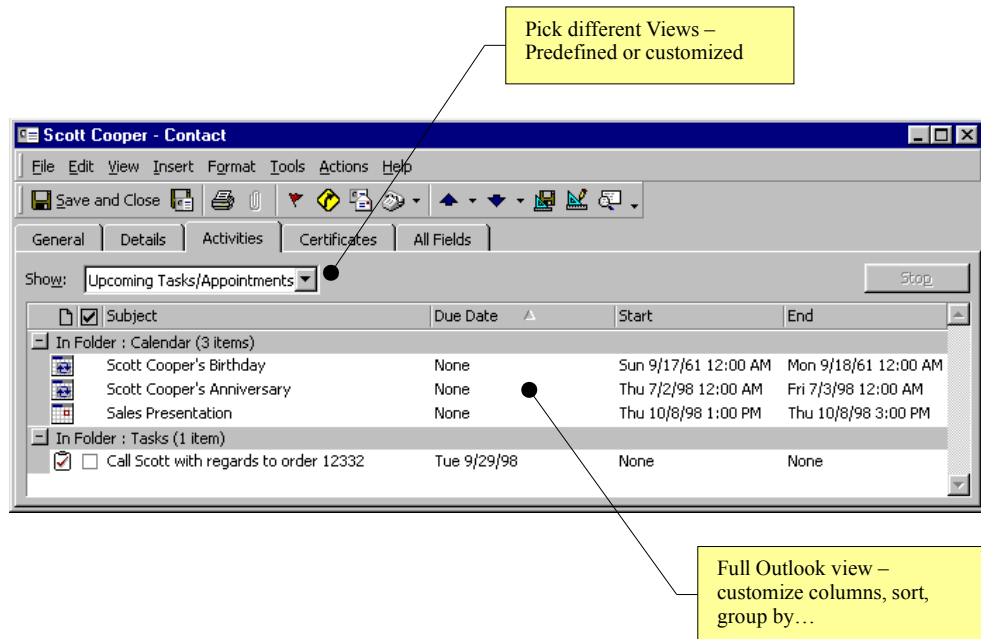 Pick different Views –
Predefined or customized
Scott Cooper - Contact
File Edit View Insert Format Tools Actions Help
Save and Close
General Details Activities Certificates All Fields
Show: Upcoming Tasks/Appointments Stop
Subject Due Date Start End
In Folder : Calendar (3 items)
Scott Cooper's Birthday None Sun 9/17/61 12:00 AM Mon 9/18/61 12:00 AM
Scott Cooper's Anniversary None Thu 7/2/98 12:00 AM Fri 7/3/98 12:00 AM
Sales Presentation None Thu 10/8/98 1:00 PM Thu 10/8/98 3:00 PM
In Folder : Tasks (1 item)
Call Scott with regards to order 12332 Tue 9/29/98 None None
Full Outlook view –
customize columns, sort,
group by…